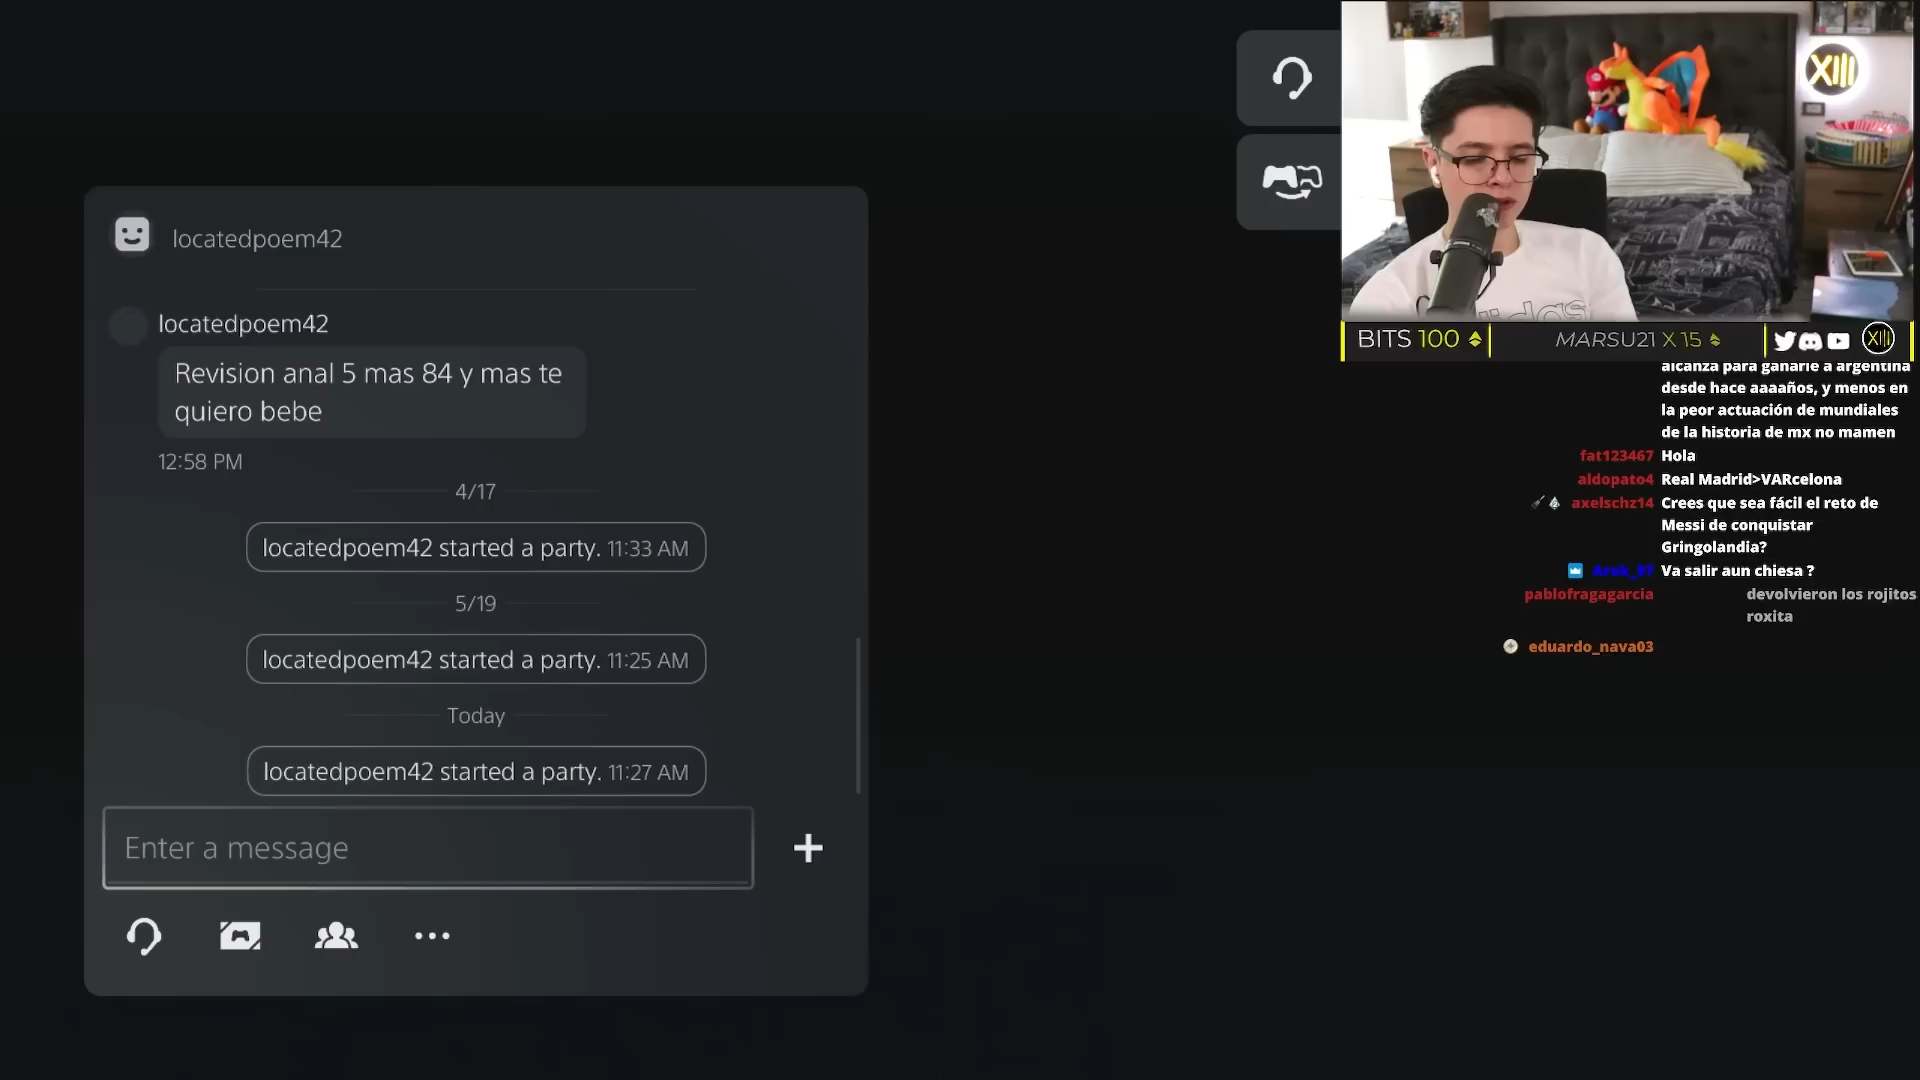 locatedpoem42
locatedpoem42
Revision anal 5 mas 84 y mas te
quiero bebe
12:58 PM
4/17
locatedpoem42 started a party. 11:33 AM
5/19
locatedpoem42 started a party. 11:25 AM
Today
locatedpoem42 started a party. 11:27 AM
Enter a message
XIII
adidas
BITS 100
MARSU21 X 15
XIII
alcanza para ganarle a argentina
desde hace aaaaños, y menos en
la peor actuación de mundiales
de la historia de mx no mamen
fat123467 Hola
aldopato4 Real Madrid>VARcelona
axelschz14 Crees que sea fácil el reto de
Messi de conquistar
Gringolandia?
Arok_97 Va salir aun chiesa ?
pablofragagarcia devolvieron los rojitos
roxita
eduardo_nava03